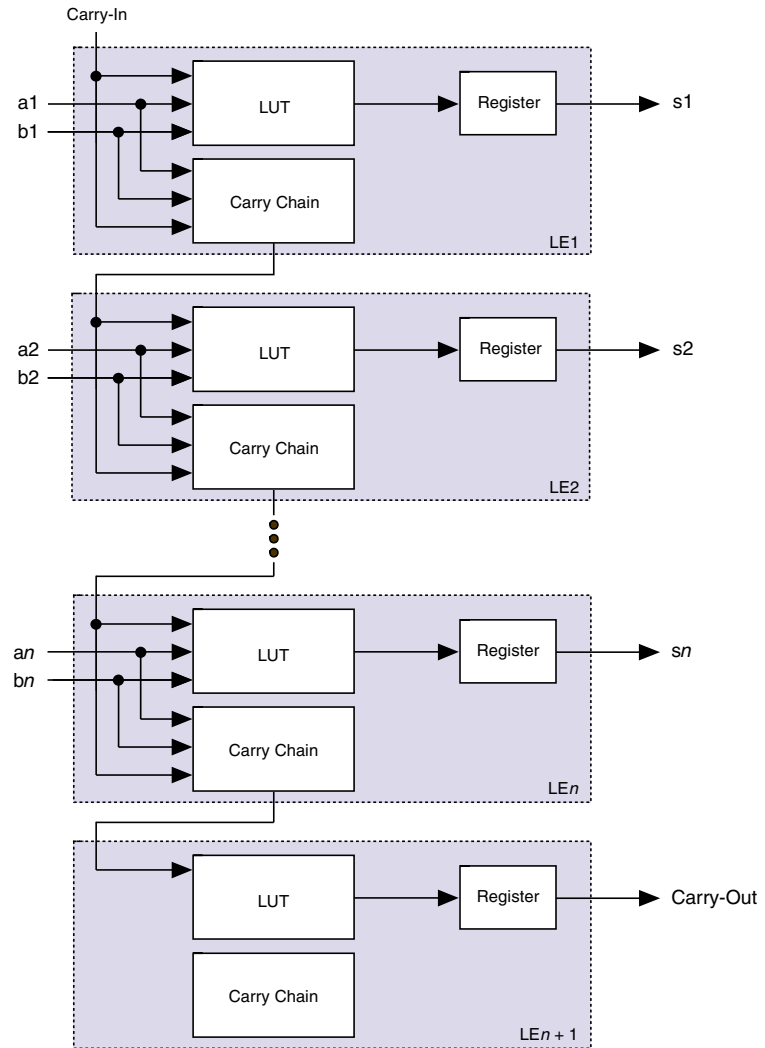 Carry-In
a1
b1
LUT
Register
s1
Carry Chain
LE1
a2
b2
LUT
Register
s2
Carry Chain
LE2
an
bn
LUT
Register
sn
Carry Chain
LEn
LUT
Register
Carry-Out
Carry Chain
LEn + 1